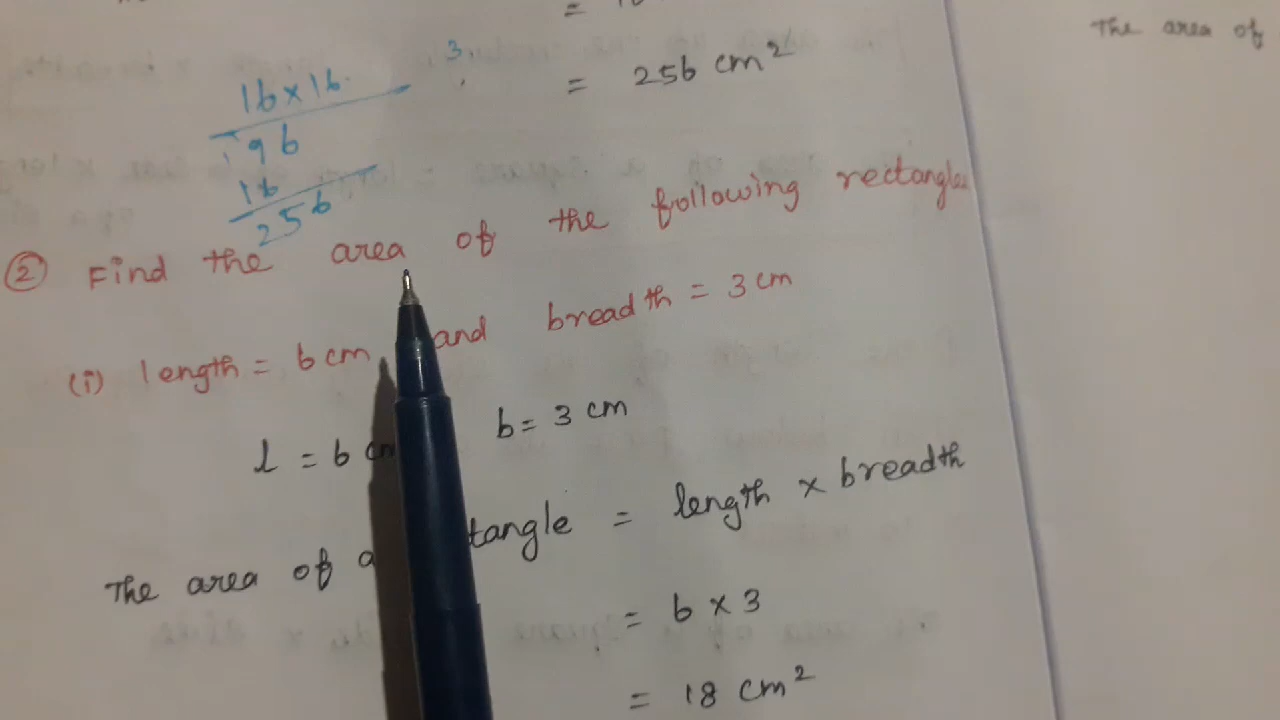 = 256 cm²
3
16×16
196
16
256
② Find the area of the following rectangles
(i) length = 6 cm and breadth = 3 cm
l = 6 cm b = 3 cm
The area of a tangle = length × breadth
= 6 × 3
= 18 cm²
The area of